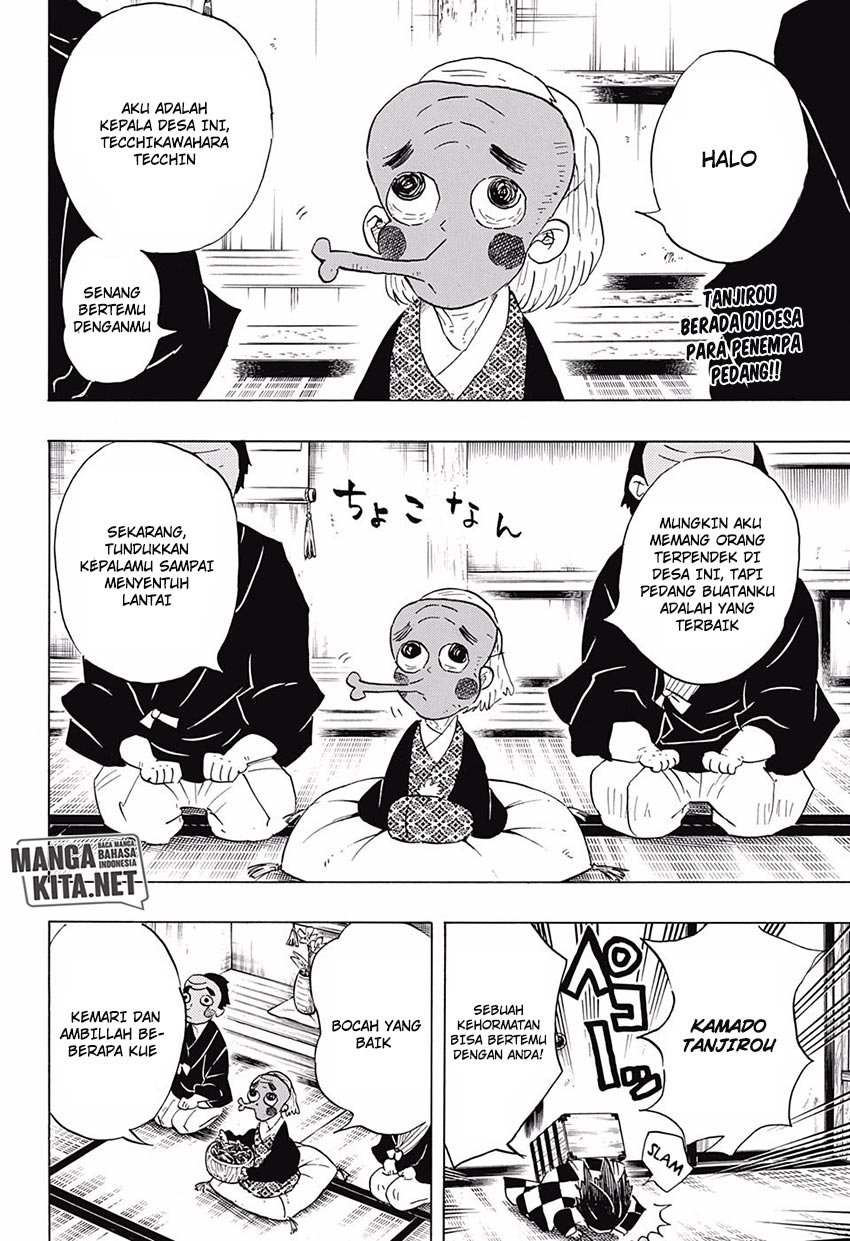 HALO
AKU ADALAH
KEPALA DESA INI,
TECCHIKAWAHARA
TECCHIN
SENANG
BERTEMU
DENGANMU
TANJIROU
BERADA DI DESA
PARA PENEMPA
PEDANG!!
MUNGKIN AKU
MEMANG ORANG
TERPENDEK DI
DESA INI, TAPI
PEDANG BUATANKU
ADALAH YANG
TERBAIK
ちょこなん
SEKARANG,
TUNDUKKAN
KEPALAMU SAMPAI
MENYENTUH
LANTAI
MANGA
KITA.NET
BACA MANGA
BAHASA
INDONESIA
KAMADO
TANJIROU
ペコーッ
SEBUAH
KEHORMATAN
BISA BERTEMU
DENGAN ANDA!
SLAM
BOCAH YANG
BAIK
KEMARI DAN
AMBILLAH BE-
BERAPA KUE